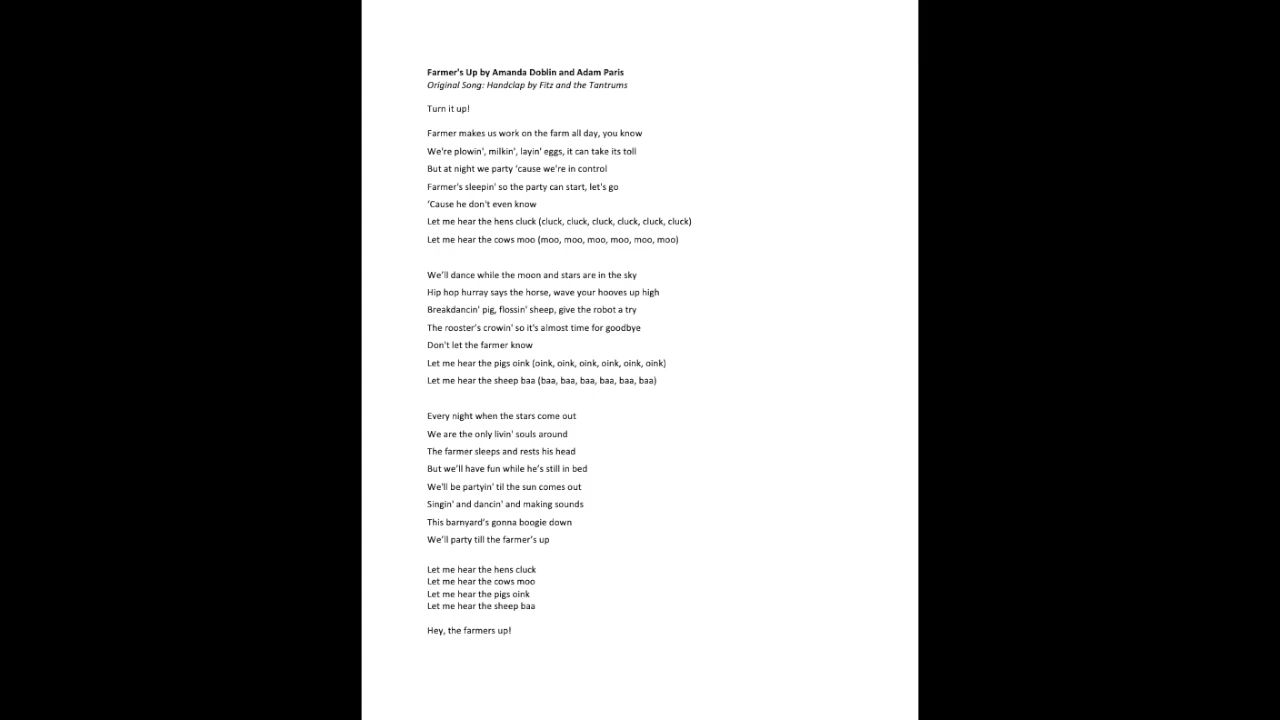 Farmer's Up by Amanda Doblin and Adam Paris
Original Song: Handclap by Fitz and the Tantrums
Turn it up!
Farmer makes us work on the farm all day, you know
We're plowin', milkin', layin' eggs, it can take its toll
But at night we party 'cause we're in control
Farmer's sleepin' so the party can start, let's go
'Cause he don't even know
Let me hear the hens cluck (cluck, cluck, cluck, cluck, cluck, cluck)
Let me hear the cows moo (moo, moo, moo, moo, moo, moo)
We'll dance while the moon and stars are in the sky
Hip hop hurray says the horse, wave your hooves up high
Breakdancin' pig, flossin' sheep, give the robot a try
The rooster's crowin' so it's almost time for goodbye
Don't let the farmer know
Let me hear the pigs oink (oink, oink, oink, oink, oink, oink)
Let me hear the sheep baa (baa, baa, baa, baa, baa, baa)
Every night when the stars come out
We are the only livin' souls around
The farmer sleeps and rests his head
But we'll have fun while he's still in bed
We'll be partyin' til the sun comes out
Singin' and dancin' and making sounds
This barnyard's gonna boogie down
We'll party till the farmer's up
Let me hear the hens cluck
Let me hear the cows moo
Let me hear the pigs oink
Let me hear the sheep baa
Hey, the farmers up!